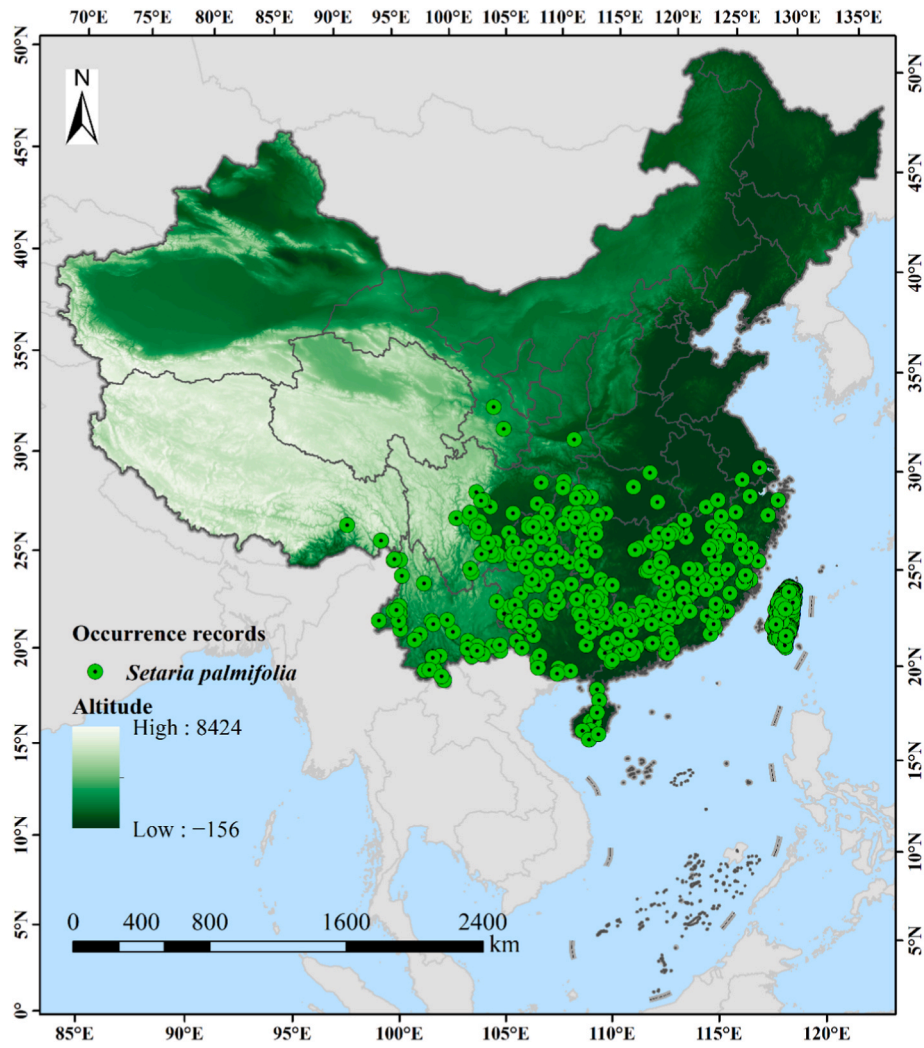 70°E 75°E 80°E 85°E 90°E 95°E 100°E 105°E 110°E 115°E 120°E 125°E 130°E 135°E
50°N
50°N
N
45°N
45°N
40°N
40°N
35°N
35°N
30°N
30°N
25°N
25°N
20°N
20°N
Occurrence records
Setaria palmifolia
Altitude
High : 8424
15°N
15°N
Low : −156
10°N
10°N
0 400 800 1600 2400
km
5°N
5°N
0°
85°E 90°E 95°E 100°E 105°E 110°E 115°E 120°E